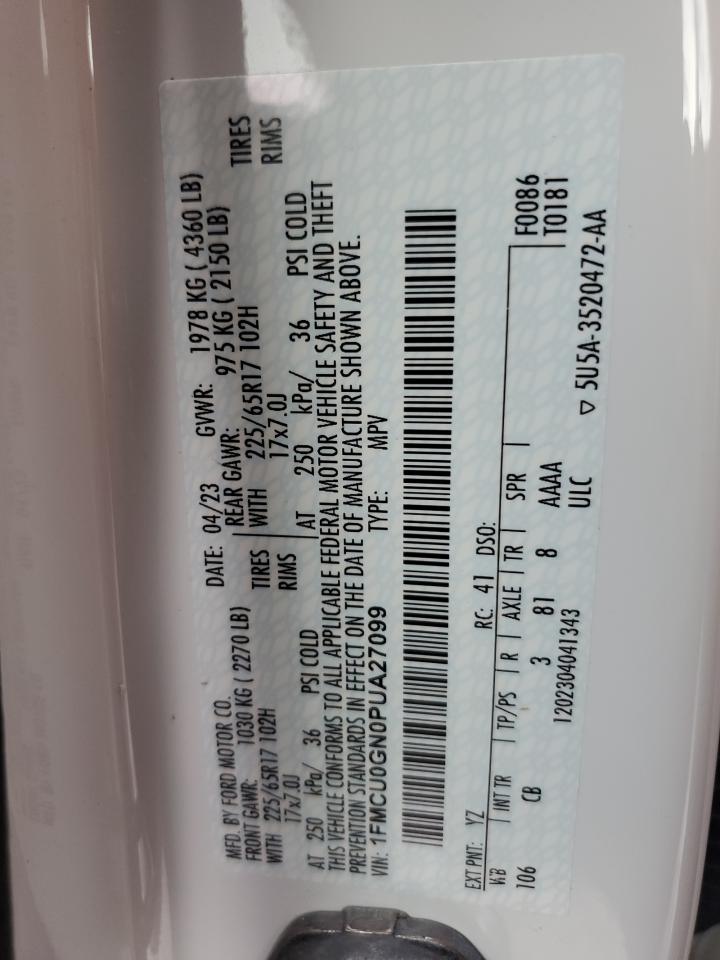 MFD. BY FORD MOTOR CO.
DATE: 04/23 GVWR: 1978 KG ( 4360 LB)
FRONT GAWR: 1030 KG ( 2270 LB) REAR GAWR: 975 KG ( 2150 LB)
WITH 225/65R17 102H TIRES WITH 225/65R17 102H TIRES
17x7.0J RIMS 17x7.0J RIMS
AT 250 kPa/ 36 PSI COLD AT 250 kPa/ 36 PSI COLD
THIS VEHICLE CONFORMS TO ALL APPLICABLE FEDERAL MOTOR VEHICLE SAFETY AND THEFT
PREVENTION STANDARDS IN EFFECT ON THE DATE OF MANUFACTURE SHOWN ABOVE.
VIN: 1FMCU0GN0PUA27099 TYPE: MPV
EXT PNT: YZ RC: 41 DSO:
WB | INT TR | TP/PS | R | AXLE | TR | SPR | F0086
106 CB 3 81 8 AAAA T0181
1202304041343 ULC ▽ 5U5A-3520472-AA